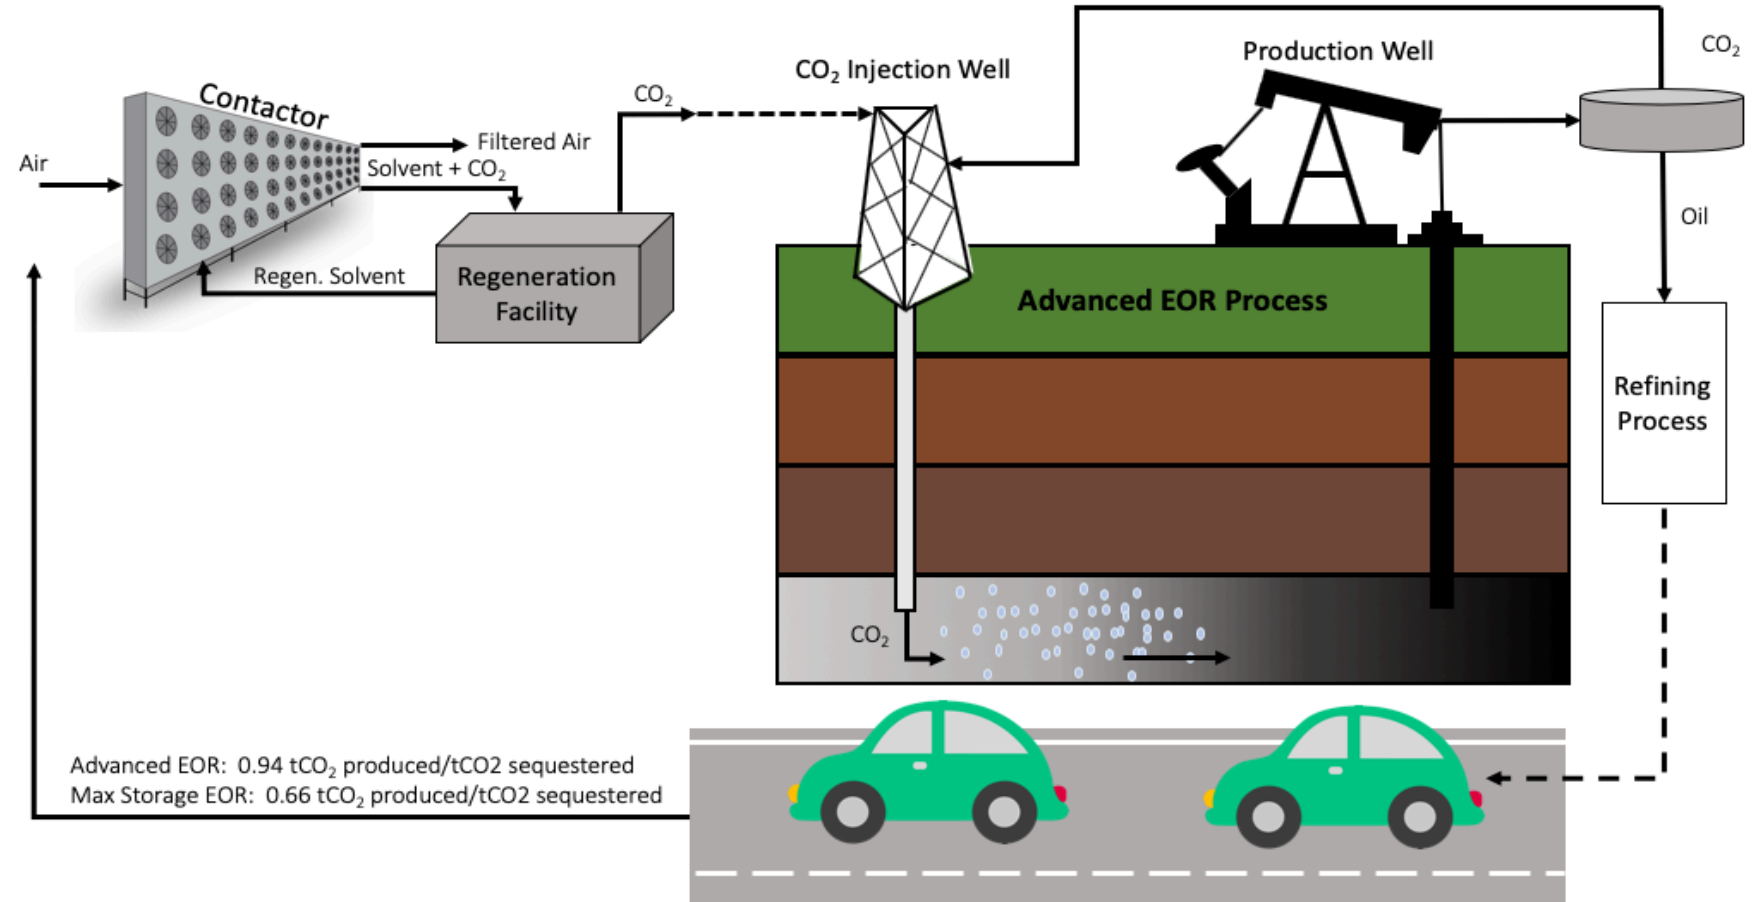 CO₂
Production Well
CO₂ Injection Well
Contactor
CO₂
Filtered Air
Air
Solvent + CO₂
Oil
Regen. Solvent
Regeneration
Facility
Advanced EOR Process
Refining
Process
CO₂
Advanced EOR: 0.94 tCO₂ produced/tCO2 sequestered
Max Storage EOR: 0.66 tCO₂ produced/tCO2 sequestered